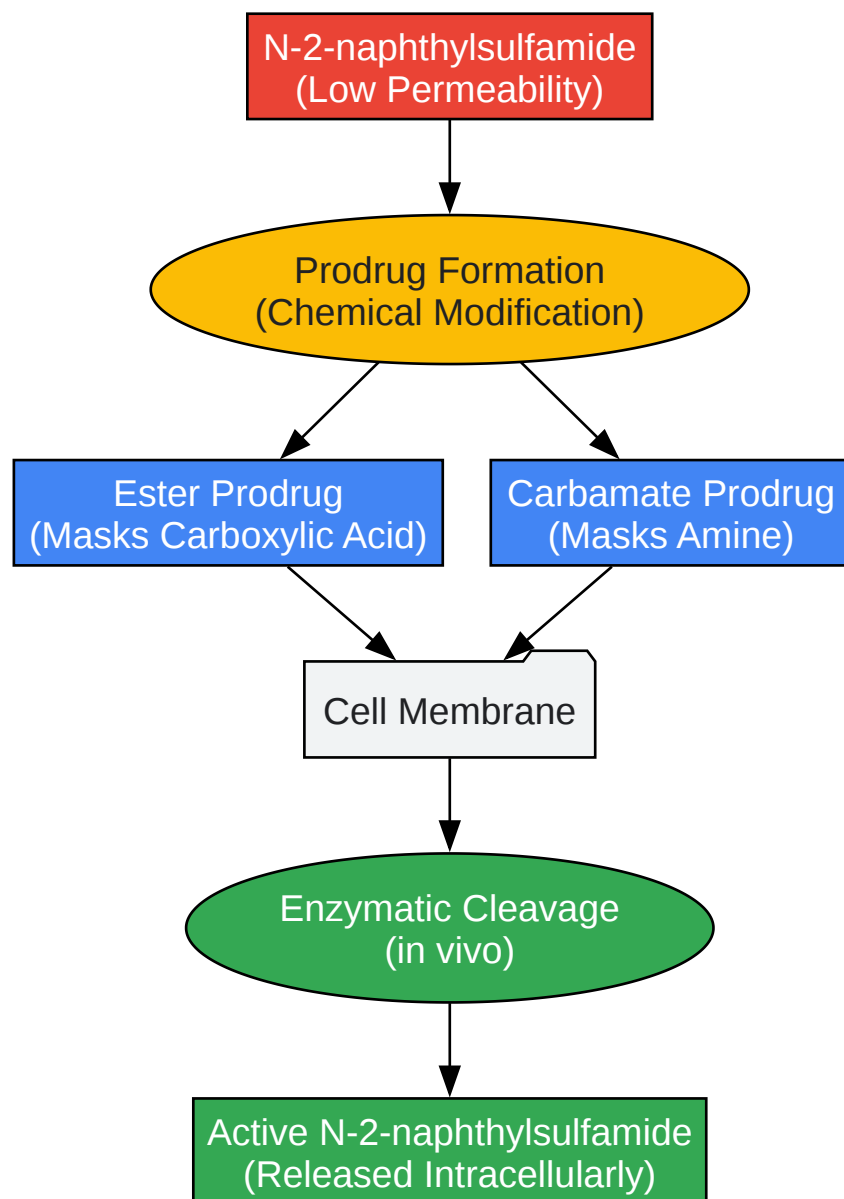 N-2-naphthylsulfamide
(Low Permeability)
Prodrug Formation
(Chemical Modification)
Ester Prodrug
(Masks Carboxylic Acid)
Carbamate Prodrug
(Masks Amine)
Cell Membrane
Enzymatic Cleavage
(in vivo)
Active N-2-naphthylsulfamide
(Released Intracellularly)